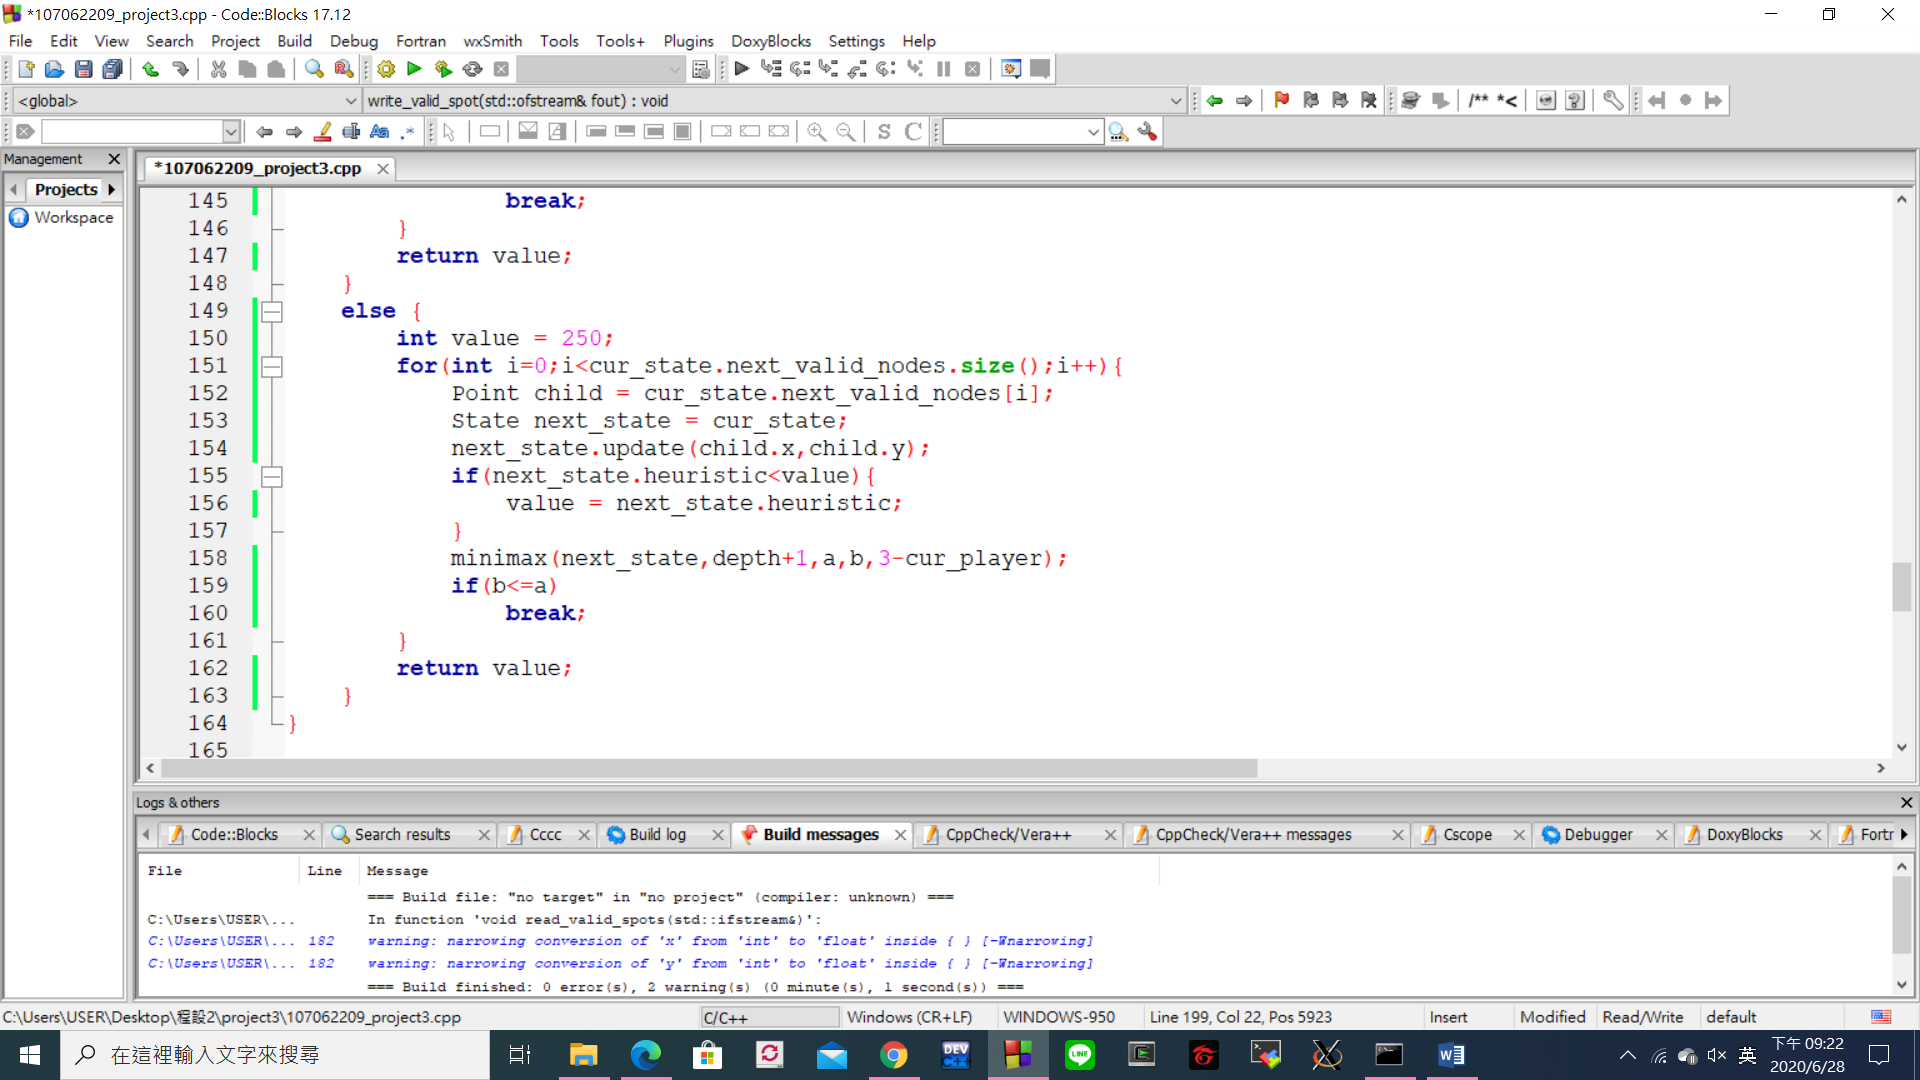 *107062209_project3.cpp - Code::Blocks 17.12
File Edit View Search Project Build Debug Fortran wxSmith Tools Tools+ Plugins DoxyBlocks Settings Help
<global> write_valid_spot(std::ofstream& fout) : void
Management
*107062209_project3.cpp
Projects
Workspace
145 break;
146 }
147 return value;
148 }
149 else {
150 int value = 250;
151 for(int i=0;i<cur_state.next_valid_nodes.size();i++){
152 Point child = cur_state.next_valid_nodes[i];
153 State next_state = cur_state;
154 next_state.update(child.x,child.y);
155 if(next_state.heuristic<value){
156 value = next_state.heuristic;
157 }
158 minimax(next_state,depth+1,a,b,3-cur_player);
159 if(b<=a)
160 break;
161 }
162 return value;
163 }
164 }
165
Logs & others
Code::Blocks Search results Cccc Build log Build messages CppCheck/Vera++ CppCheck/Vera++ messages Cscope Debugger DoxyBlocks Fortr
File Line Message
=== Build file: "no target" in "no project" (compiler: unknown) ===
C:\Users\USER\... In function 'void read_valid_spots(std::ifstream&)':
C:\Users\USER\... 182 warning: narrowing conversion of 'x' from 'int' to 'float' inside { } [-Wnarrowing]
C:\Users\USER\... 182 warning: narrowing conversion of 'y' from 'int' to 'float' inside { } [-Wnarrowing]
=== Build finished: 0 error(s), 2 warning(s) (0 minute(s), 1 second(s)) ===
C:\Users\USER\Desktop\程設2\project3\107062209_project3.cpp C/C++ Windows (CR+LF) WINDOWS-950 Line 199, Col 22, Pos 5923 Insert Modified Read/Write default
在這裡輸入文字來搜尋
英
下午 09:22
2020/6/28